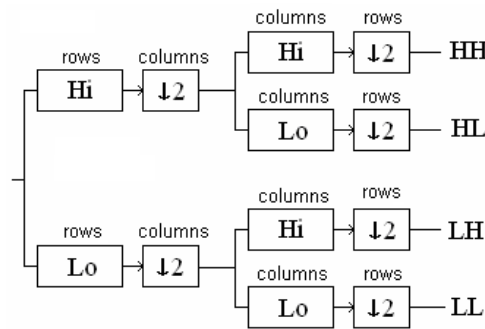 columns rows
Hi ↓2 HH
rows columns
Hi ↓2
columns rows
Lo ↓2 HL
columns rows
Hi ↓2 LH
rows columns
Lo ↓2
columns rows
Lo ↓2 LL